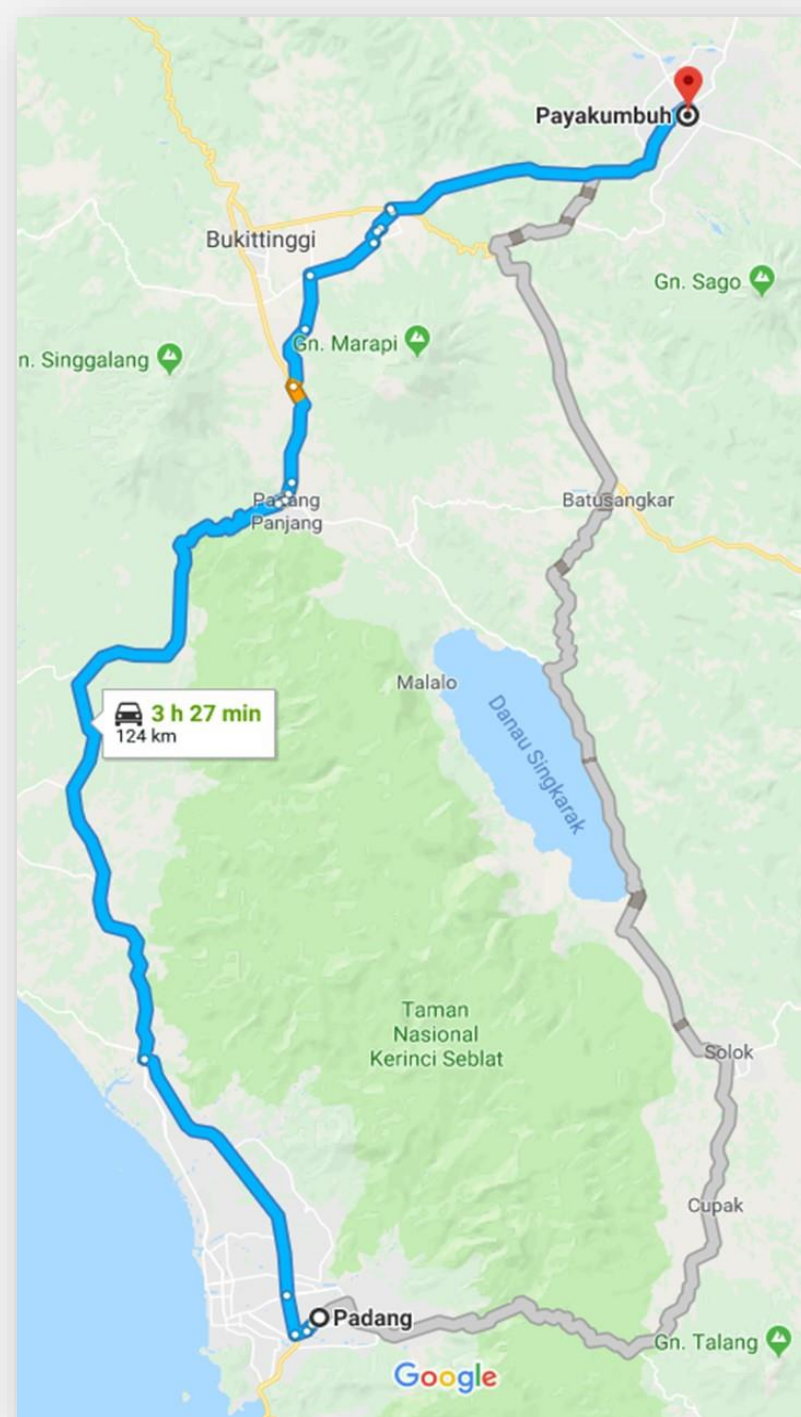 Payakumbuh
Bukittinggi
Gn. Sago
Gn. Marapi
n. Singgalang
Padang
Panjang
Batusangkar
Malalo
3 h 27 min
124 km
Danau Singkarak
Taman
Nasional
Kerinci Seblat
Solok
Cupak
Padang
Gn. Talang
Google